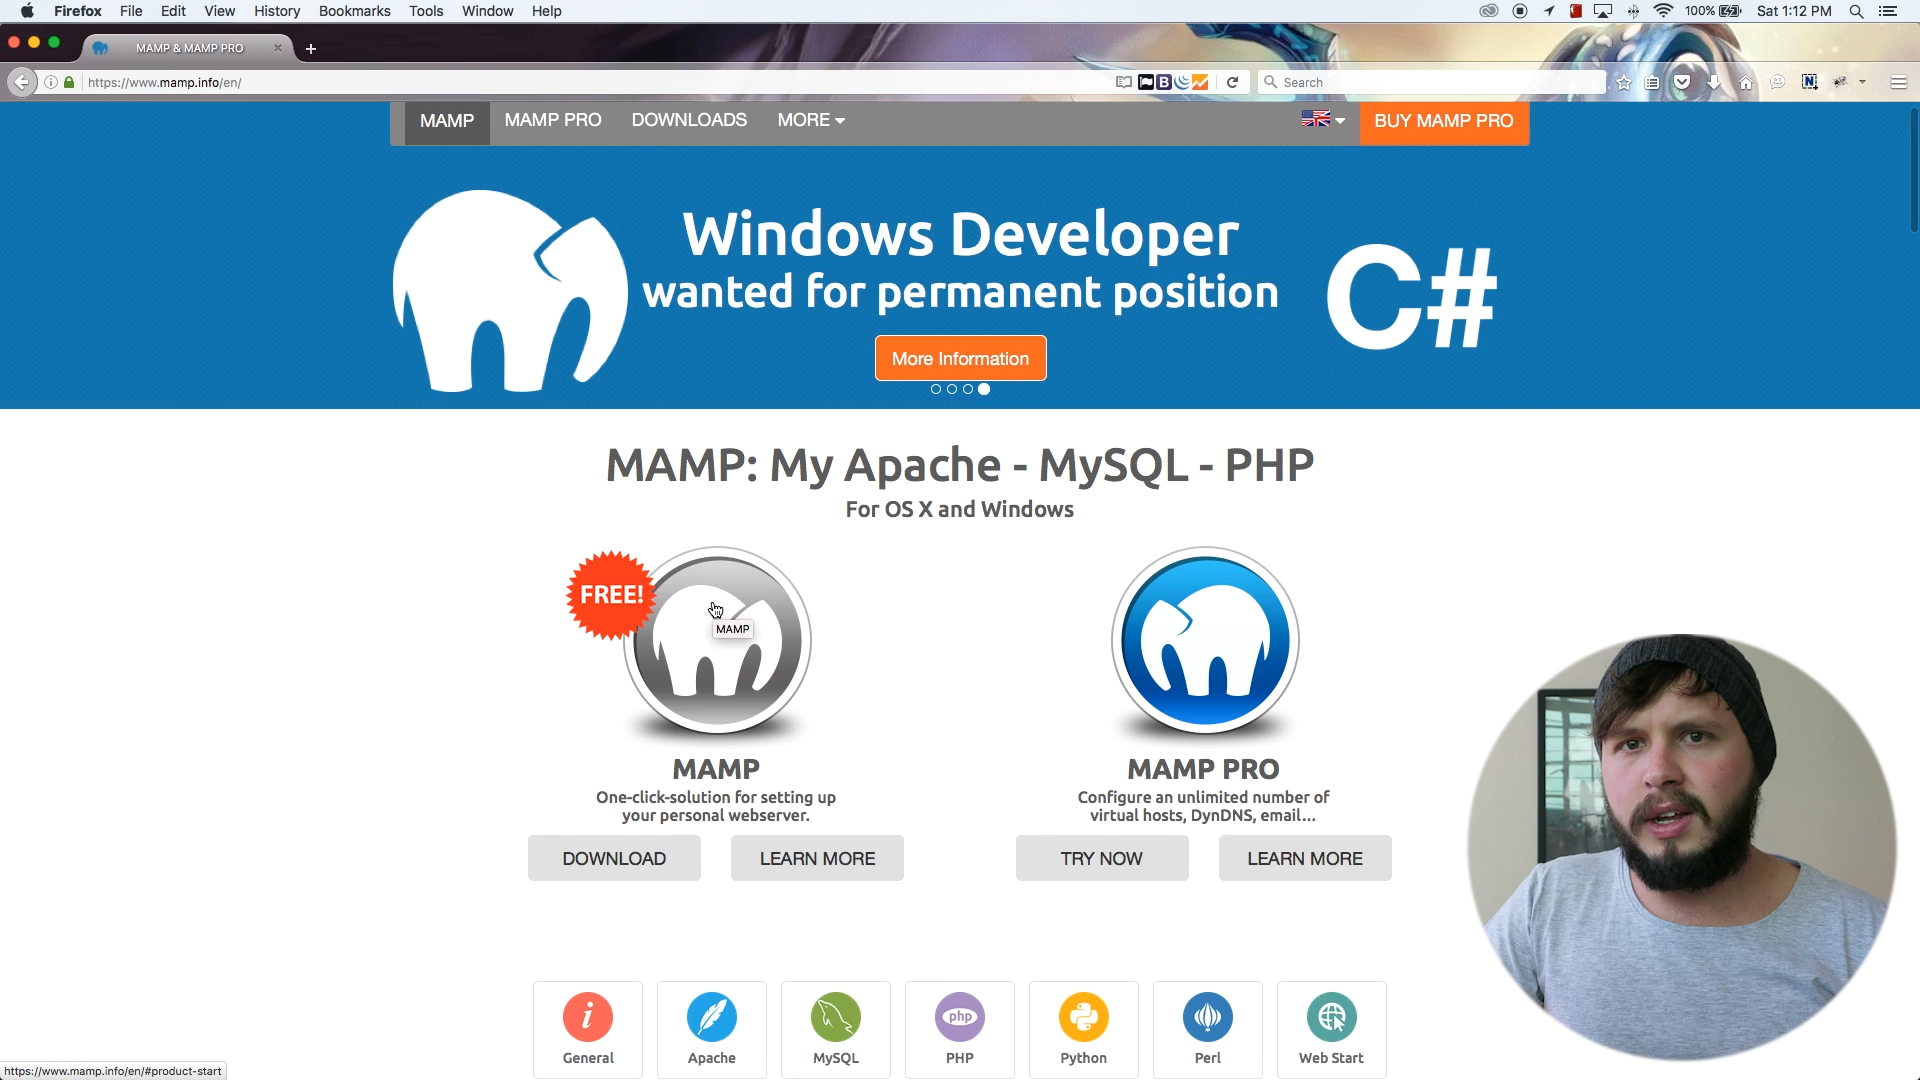 Firefox File Edit View History Bookmarks Tools Window Help
100% Sat 1:12 PM
MAMP & MAMP PRO
https://www.mamp.info/en/
Search
MAMP MAMP PRO DOWNLOADS MORE BUY MAMP PRO
Windows Developer
wanted for permanent position
C#
More Information
MAMP: My Apache - MySQL - PHP
For OS X and Windows
FREE!
MAMP
MAMP
One-click-solution for setting up
your personal webserver.
DOWNLOAD LEARN MORE
MAMP PRO
Configure an unlimited number of
virtual hosts, DynDNS, email...
TRY NOW LEARN MORE
i
php
General Apache MySQL PHP Python Perl Web Start
https://www.mamp.info/en/#product-start